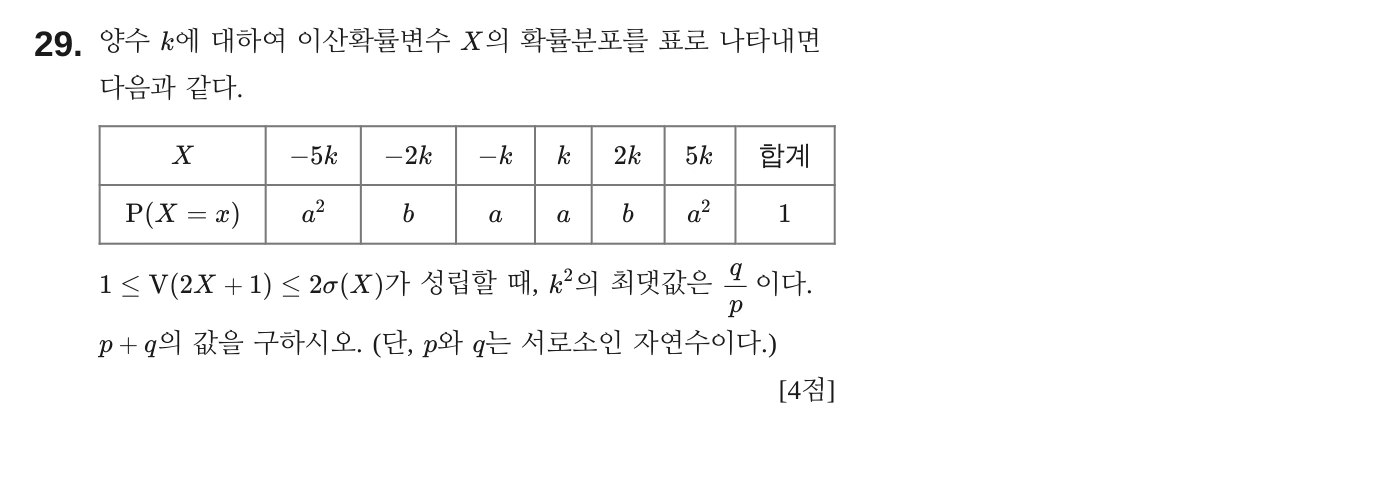 29. 양수 k에 대하여 이산확률변수 X의 확률분포를 표로 나타내면
다음과 같다.
X −5k −2k −k k 2k 5k 합계
P(X = x) a² b a a b a² 1
1 ≤ V(2X + 1) ≤ 2σ(X)가 성립할 때, k²의 최댓값은 q/p 이다.
p + q의 값을 구하시오. (단, p와 q는 서로소인 자연수이다.)
[4점]